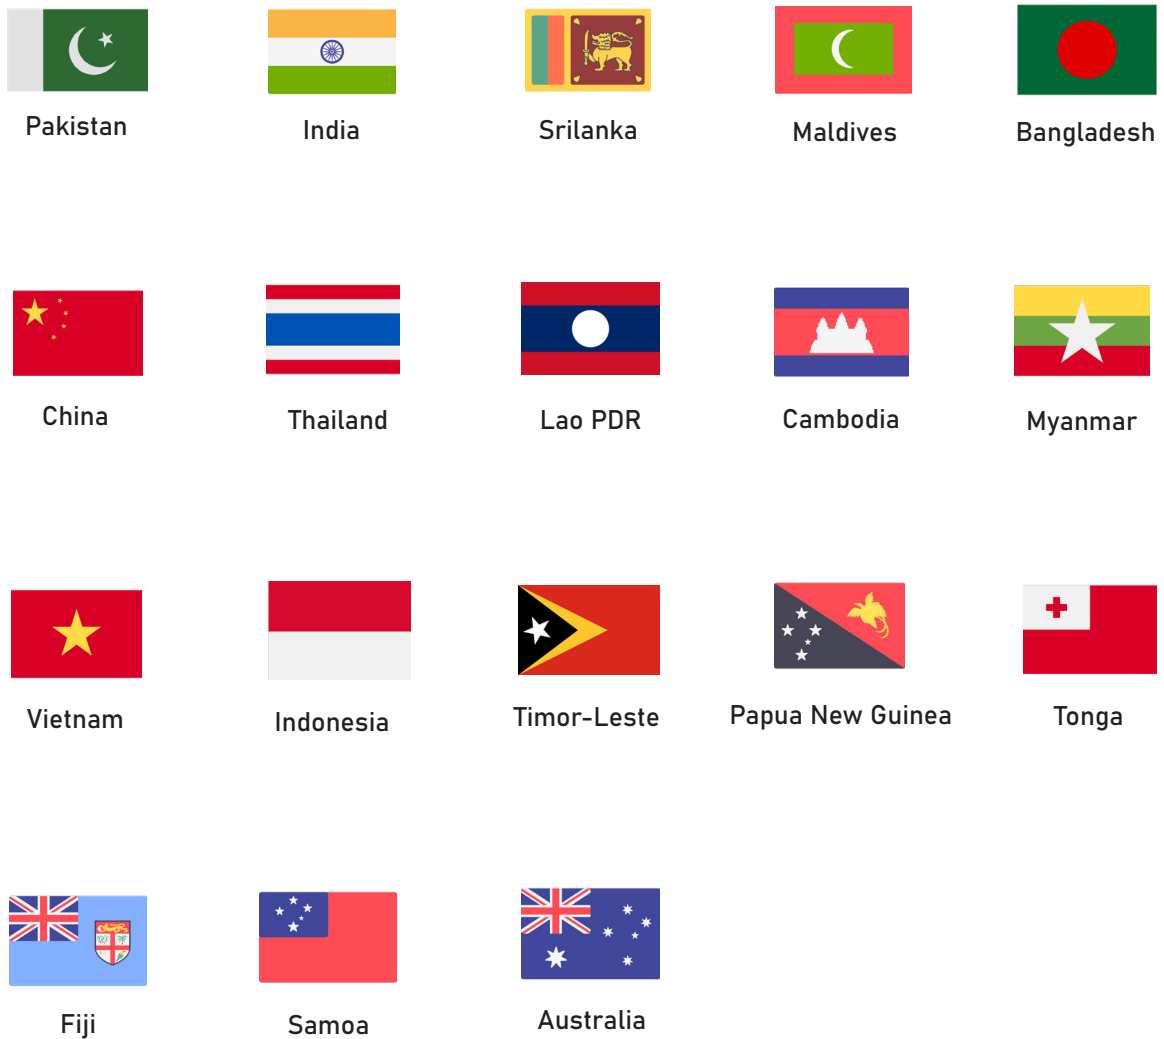 Pakistan
India
Srilanka
Maldives
Bangladesh
China
Thailand
Lao PDR
Cambodia
Myanmar
Vietnam
Indonesia
Timor-Leste
Papua New Guinea
Tonga
Fiji
Samoa
Australia